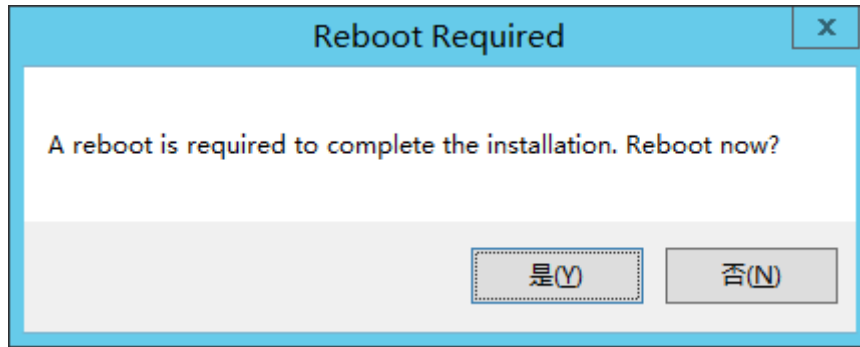 Reboot Required
x
A reboot is required to complete the installation. Reboot now?
是(Y)
否(N)